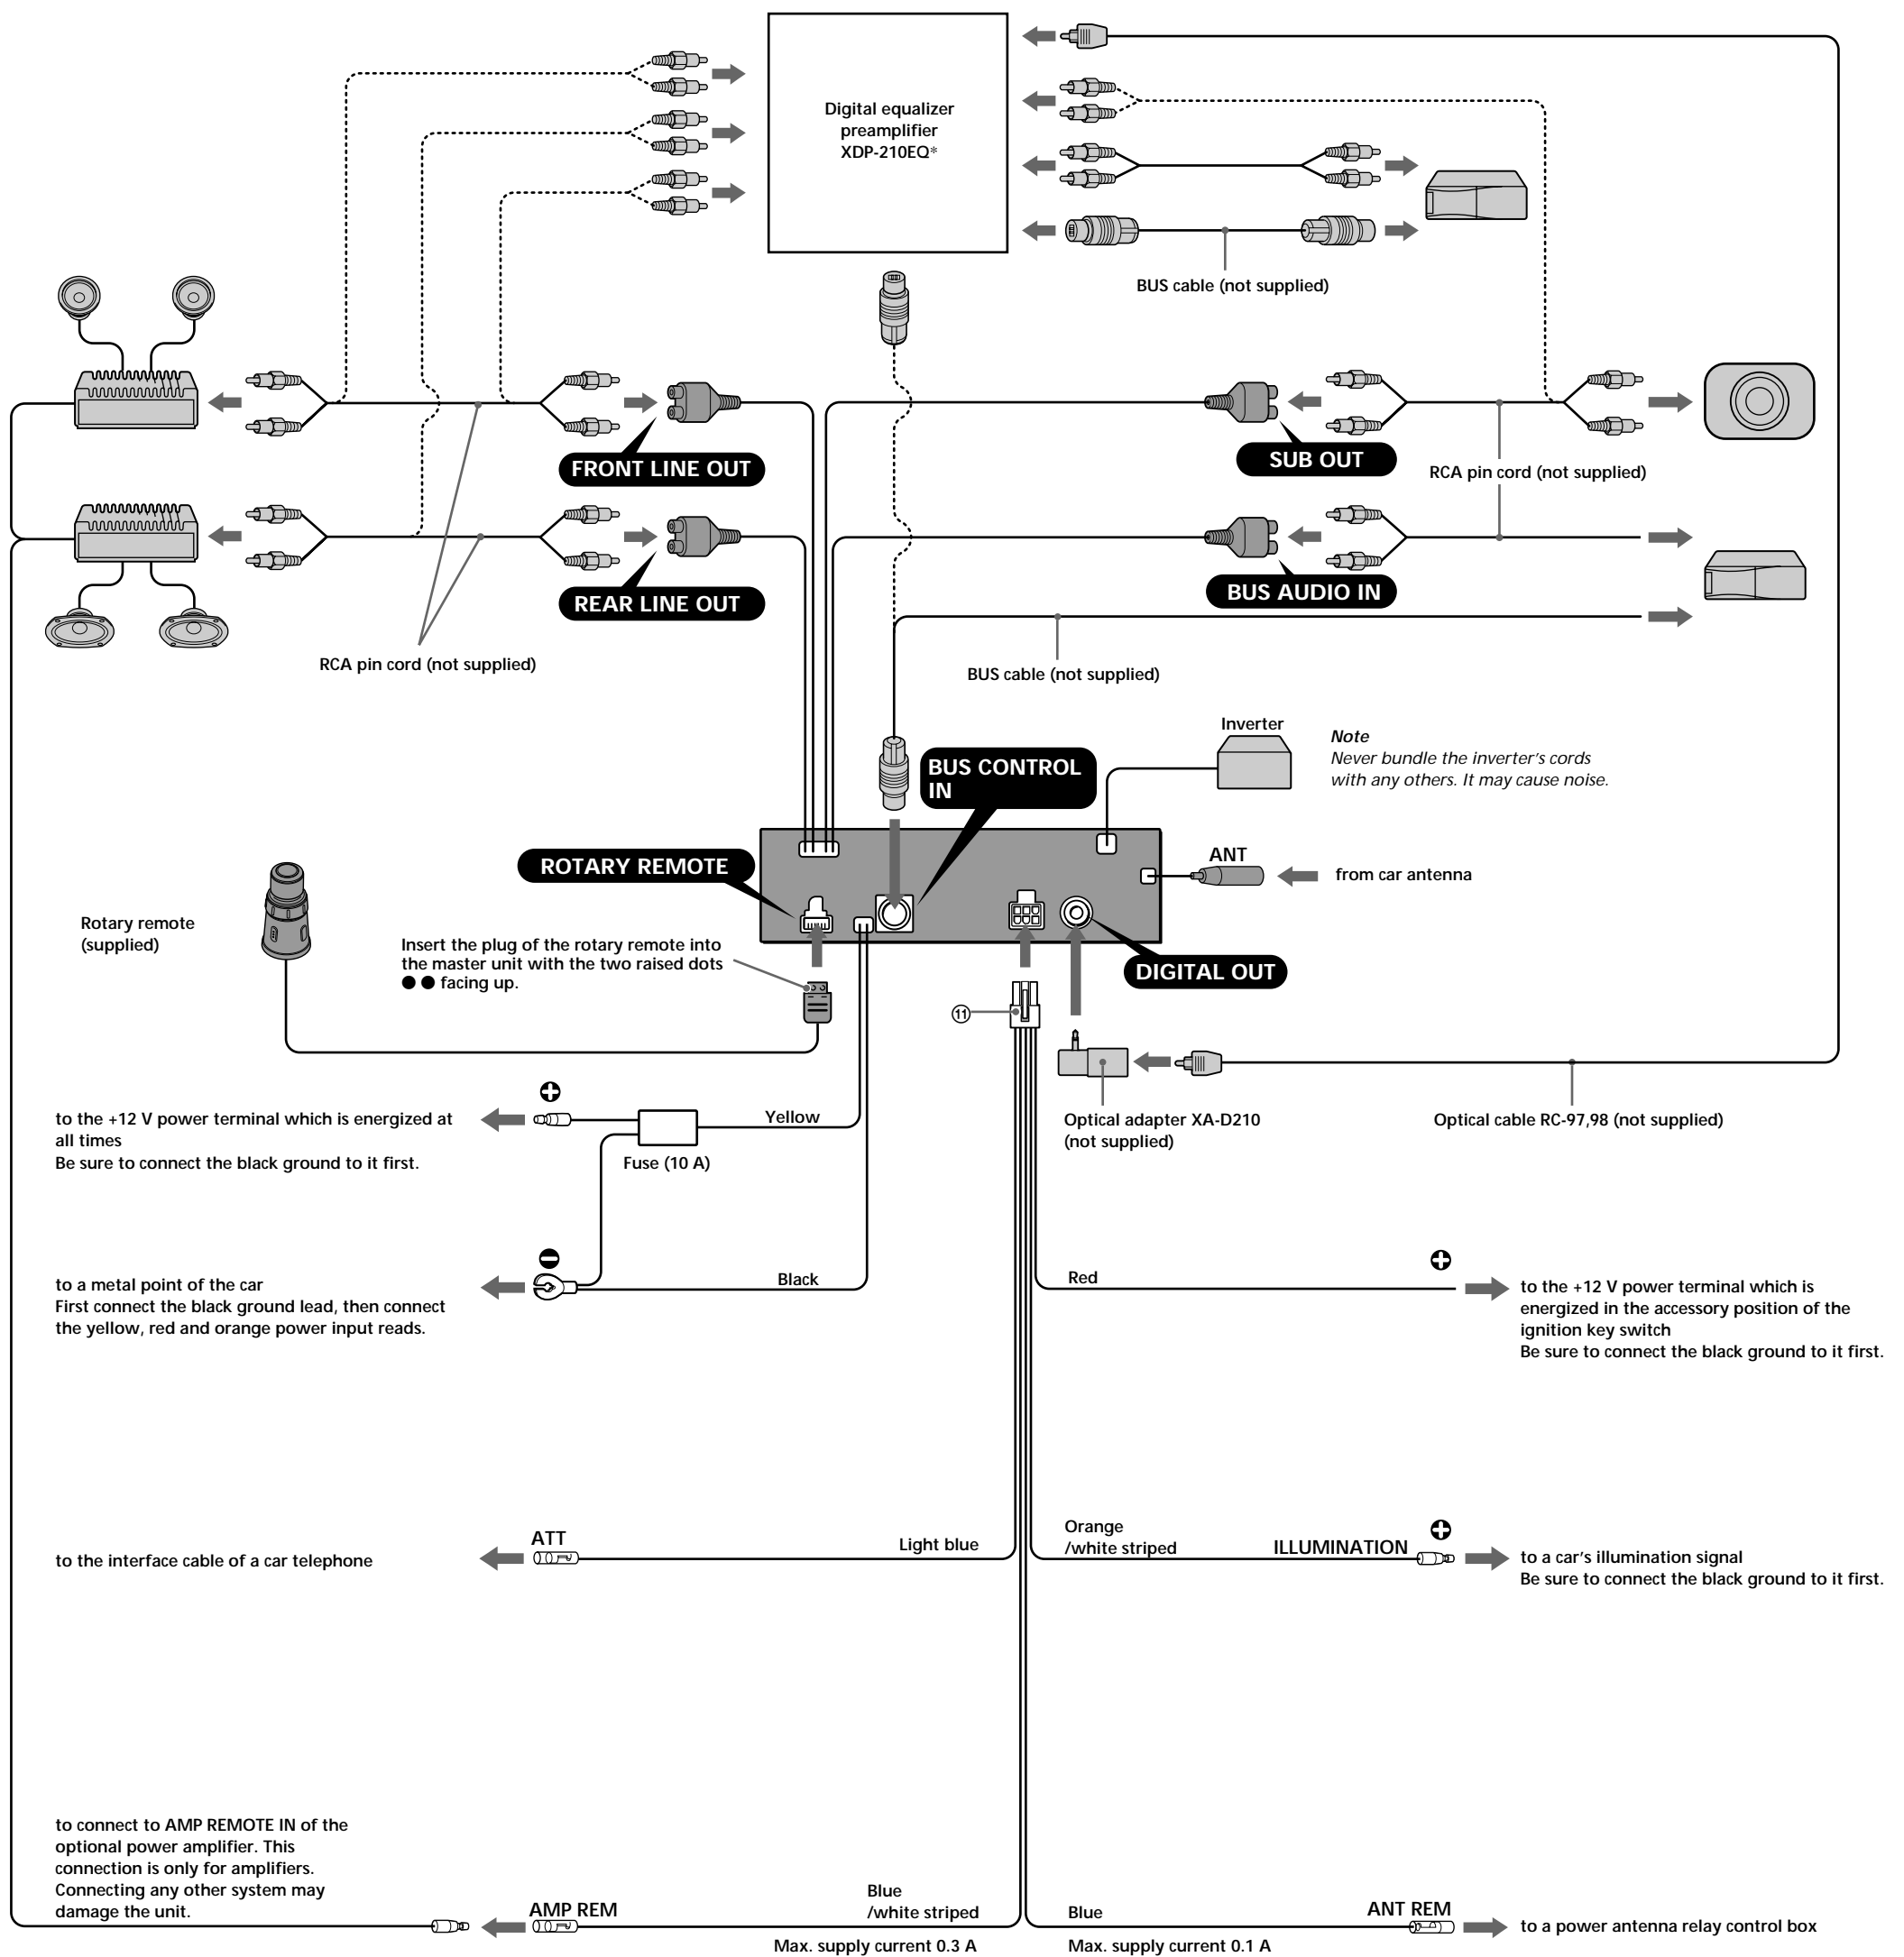 Digital equalizer
preamplifier
XDP-210EQ*
BUS cable (not supplied)
FRONT LINE OUT
SUB OUT
RCA pin cord (not supplied)
REAR LINE OUT
BUS AUDIO IN
RCA pin cord (not supplied)
BUS cable (not supplied)
Inverter
Note
Never bundle the inverter's cords
with any others. It may cause noise.
BUS CONTROL
IN
ROTARY REMOTE
ANT
from car antenna
Rotary remote
(supplied)
Insert the plug of the rotary remote into
the master unit with the two raised dots
●● facing up.
DIGITAL OUT
⑪
to the +12 V power terminal which is energized at
all times
Be sure to connect the black ground to it first.
Yellow
Fuse (10 A)
Optical adapter XA-D210
(not supplied)
Optical cable RC-97,98 (not supplied)
to a metal point of the car
First connect the black ground lead, then connect
the yellow, red and orange power input reads.
Black
Red
to the +12 V power terminal which is
energized in the accessory position of the
ignition key switch
Be sure to connect the black ground to it first.
to the interface cable of a car telephone
ATT
Light blue
Orange
/white striped
ILLUMINATION
to a car's illumination signal
Be sure to connect the black ground to it first.
to connect to AMP REMOTE IN of the
optional power amplifier. This
connection is only for amplifiers.
Connecting any other system may
damage the unit.
AMP REM
Blue
/white striped
Max. supply current 0.3 A
Blue
Max. supply current 0.1 A
ANT REM
to a power antenna relay control box